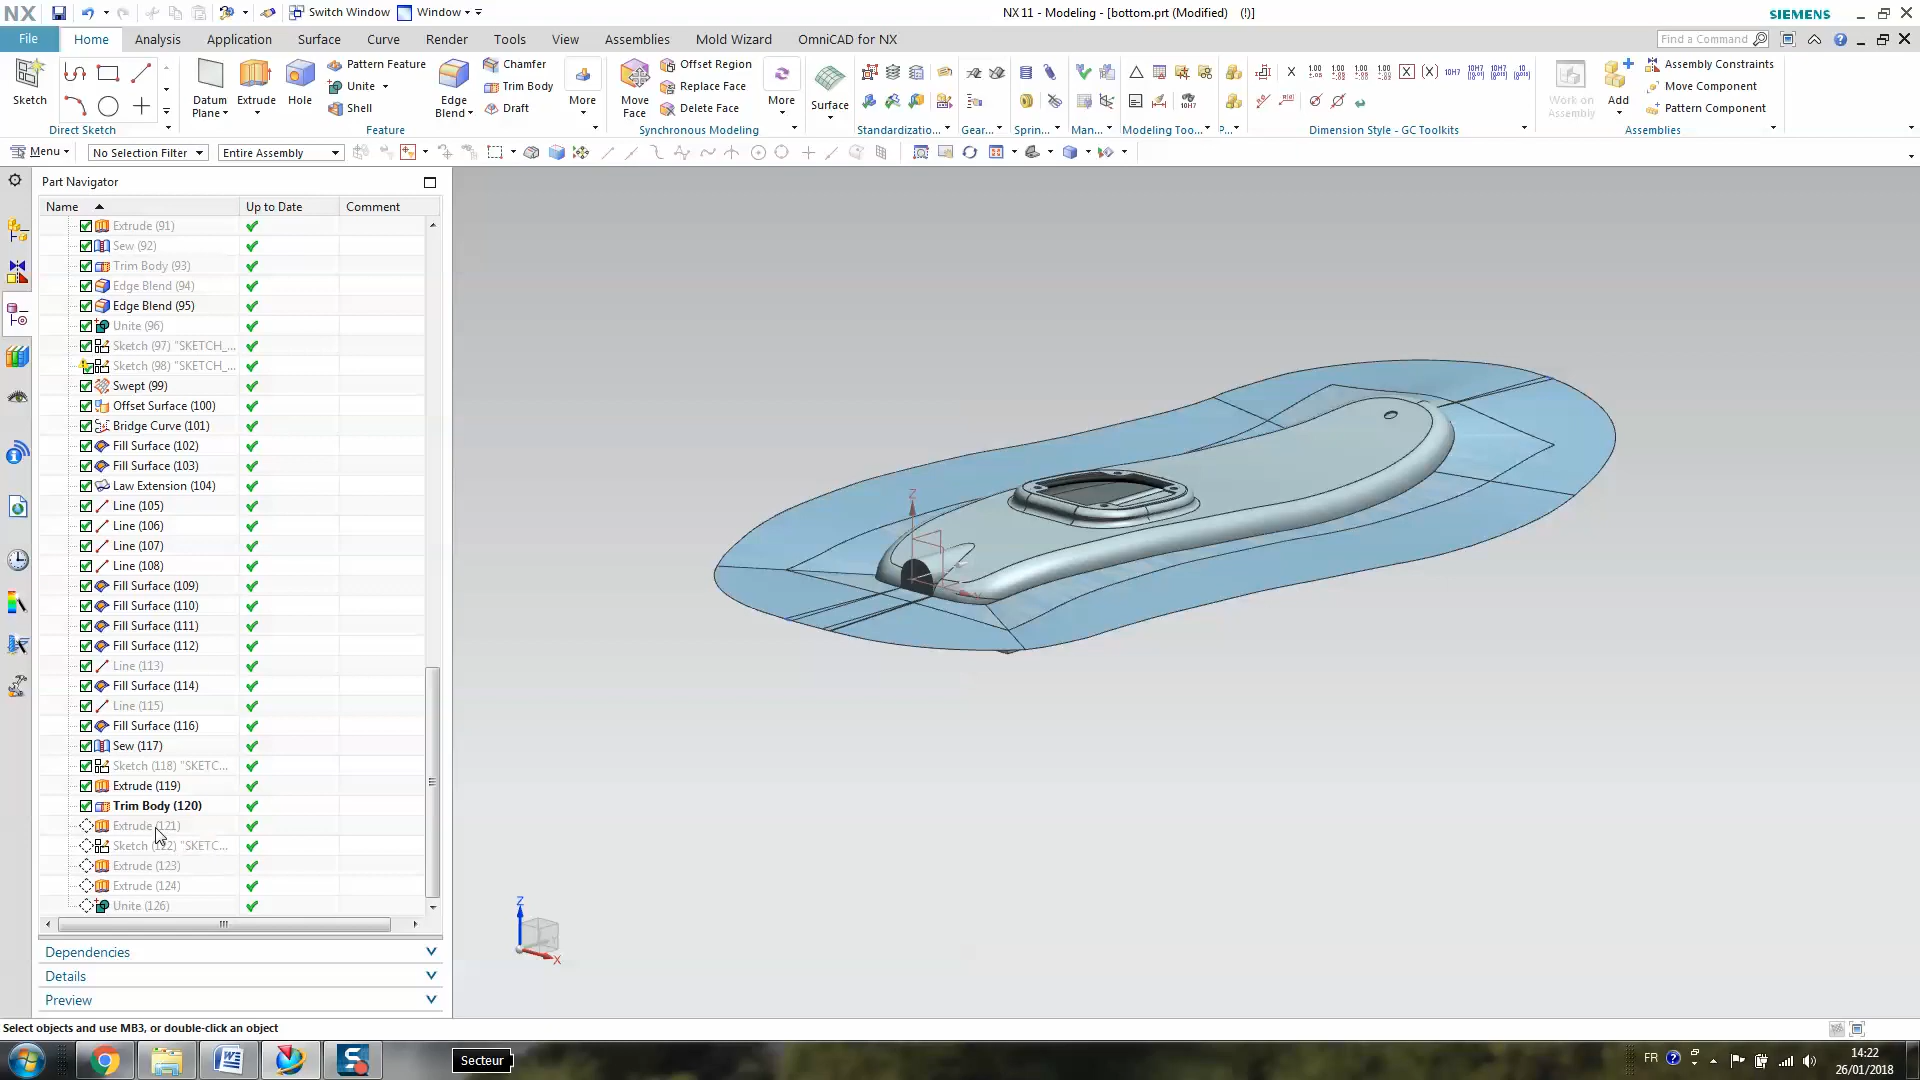 NX Switch Window Window NX 11 - Modeling - [bottom.prt (Modified) (!)] SIEMENS
File Home Analysis Application Surface Curve Render Tools View Assemblies Mold Wizard OmniCAD for NX Find a Command
Sketch
Direct Sketch
Datum Plane
Extrude
Hole
Pattern Feature
Unite
Shell
Edge Blend
Chamfer
Trim Body
Draft
More
Feature
Move Face
Offset Region
Replace Face
Delete Face
More
Synchronous Modeling
Surface
Standardizatio...
Gear...
Sprin...
Man...
Modeling Too...
P...
Dimension Style - GC Toolkits
Work on Assembly
Add
Assembly Constraints
Move Component
Pattern Component
Assemblies
Menu No Selection Filter Entire Assembly
Part Navigator
Name Up to Date Comment
Extrude (91)
Sew (92)
Trim Body (93)
Edge Blend (94)
Edge Blend (95)
Unite (96)
Sketch (97) "SKETCH_...
Sketch (98) "SKETCH_...
Swept (99)
Offset Surface (100)
Bridge Curve (101)
Fill Surface (102)
Fill Surface (103)
Law Extension (104)
Line (105)
Line (106)
Line (107)
Line (108)
Fill Surface (109)
Fill Surface (110)
Fill Surface (111)
Fill Surface (112)
Line (113)
Fill Surface (114)
Line (115)
Fill Surface (116)
Sew (117)
Sketch (118) "SKETC...
Extrude (119)
Trim Body (120)
Extrude (121)
Sketch (122) "SKETC...
Extrude (123)
Extrude (124)
Unite (126)
Dependencies
Details
Preview
Z
Z
X
Select objects and use MB3, or double-click an object
Secteur
FR
14:22
26/01/2018